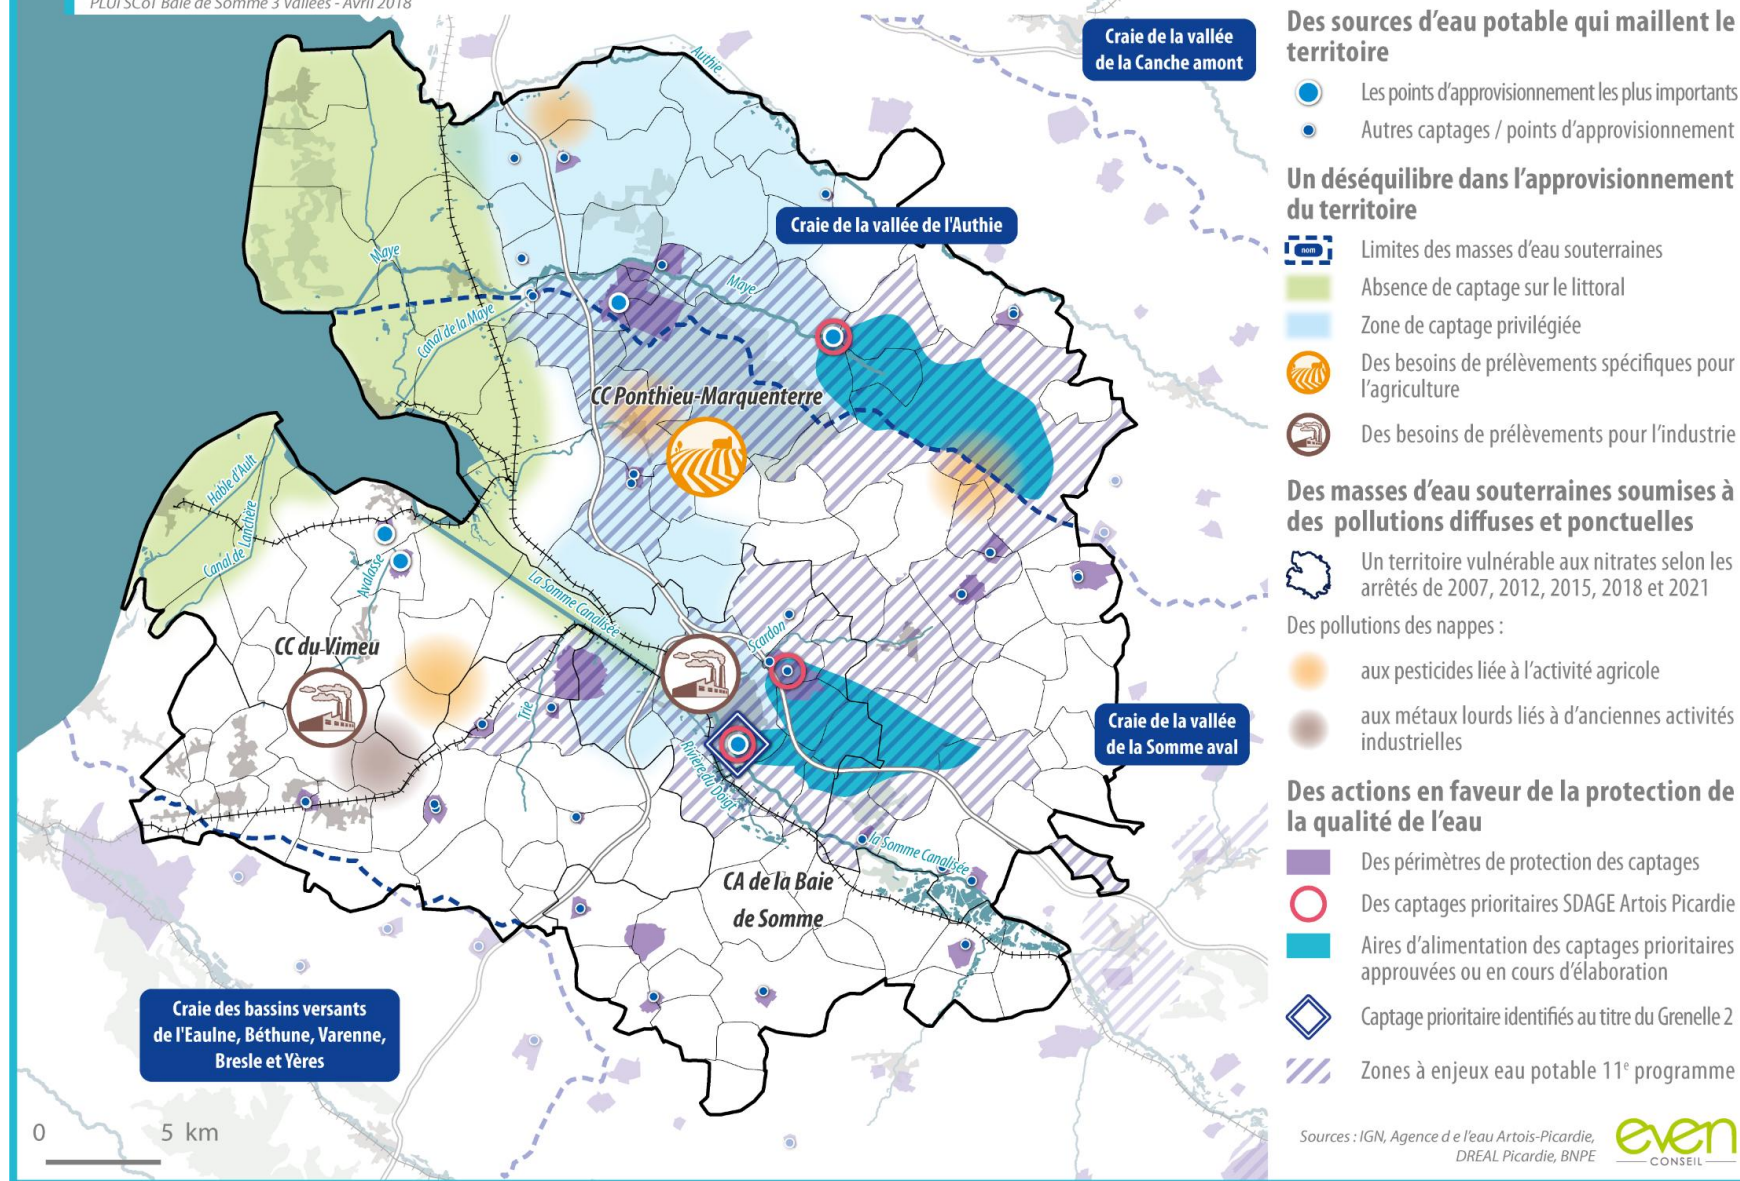 PLUi SCoT Baie de Somme 3 Vallées - Avril 2018
Craie de la vallée
de la Canche amont
Authie
Craie de la vallée de l'Authie
Maye
Maye
Canal de la Maye
CC Ponthieu-Marquenterre
Hable d'Ault
Canal de Lanchère
Avalasse
La Somme Canalisée
CC du Vimeu
Scardon
Trie
Rivière du Doigt
Craie de la vallée
de la Somme aval
la Somme Canalisée
CA de la Baie
de Somme
Craie des bassins versants
de l'Eaulne, Béthune, Varenne,
Bresle et Yères
0 5 km
Des sources d'eau potable qui maillent le
territoire
Les points d'approvisionnement les plus importants
Autres captages / points d'approvisionnement
Un déséquilibre dans l'approvisionnement
du territoire
nom
Limites des masses d'eau souterraines
Absence de captage sur le littoral
Zone de captage privilégiée
Des besoins de prélèvements spécifiques pour
l'agriculture
Des besoins de prélèvements pour l'industrie
Des masses d'eau souterraines soumises à
des pollutions diffuses et ponctuelles
Un territoire vulnérable aux nitrates selon les
arrêtés de 2007, 2012, 2015, 2018 et 2021
Des pollutions des nappes :
aux pesticides liée à l'activité agricole
aux métaux lourds liés à d'anciennes activités
industrielles
Des actions en faveur de la protection de
la qualité de l'eau
Des périmètres de protection des captages
Des captages prioritaires SDAGE Artois Picardie
Aires d'alimentation des captages prioritaires
approuvées ou en cours d'élaboration
Captage prioritaire identifiés au titre du Grenelle 2
Zones à enjeux eau potable 11e programme
Sources : IGN, Agence d e l'eau Artois-Picardie,
DREAL Picardie, BNPE
even
CONSEIL